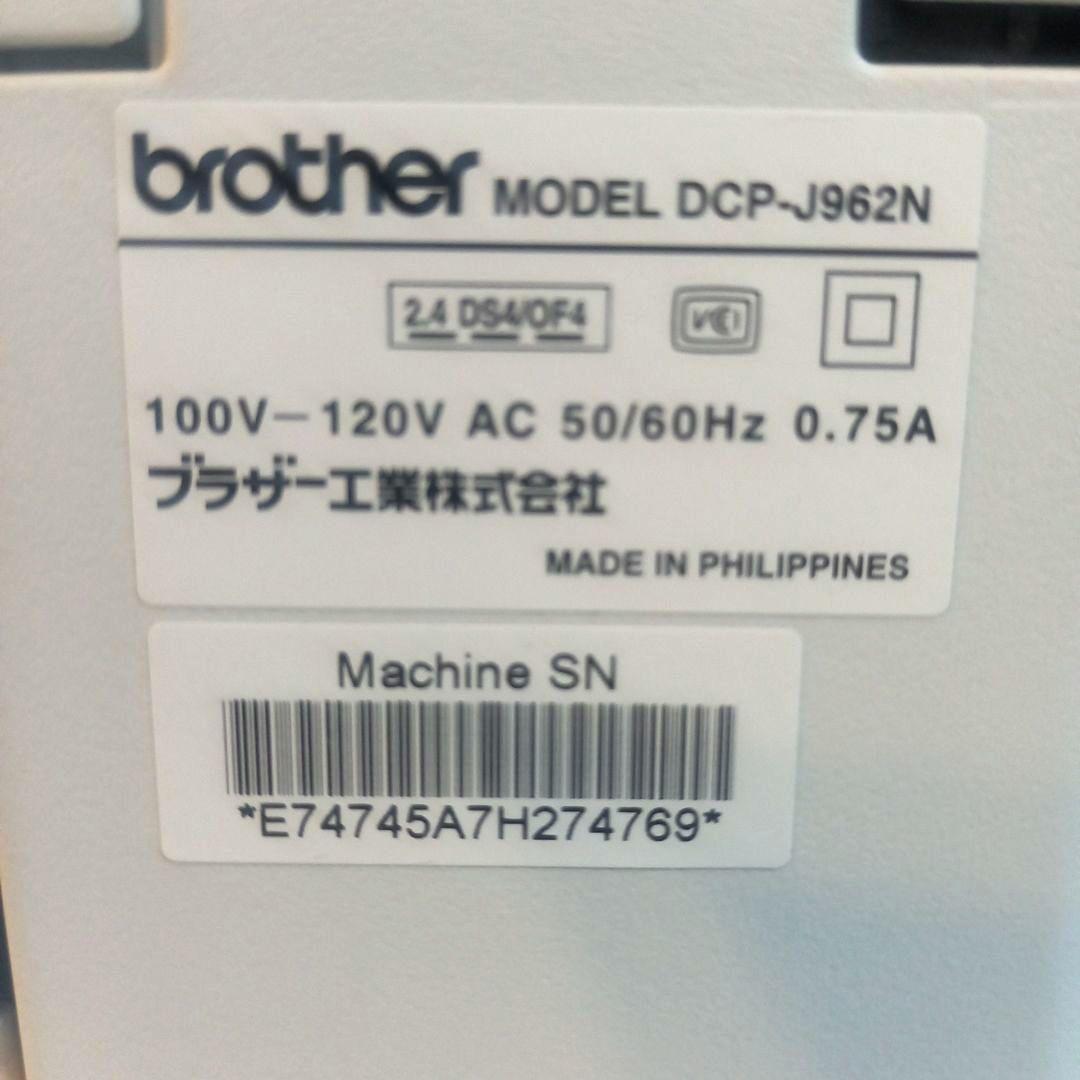 brother MODEL DCP-J962N
2.4 DS4/OF4
VCI
100V-120V AC 50/60Hz 0.75A
ブラザー工業株式会社
MADE IN PHILIPPINES
Machine SN
*E74745A7H274769*